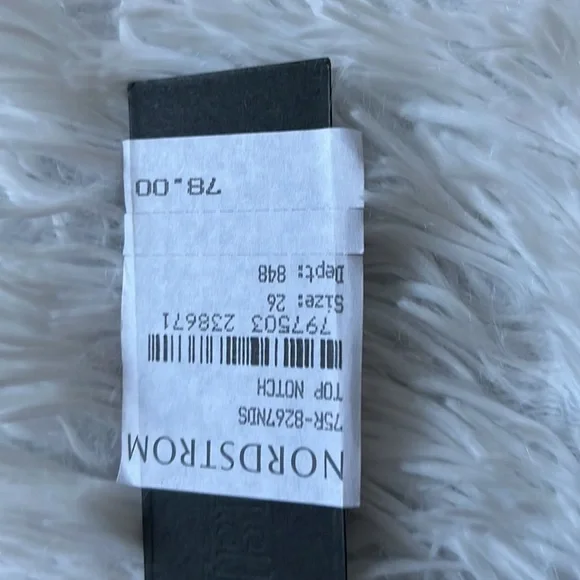 NORDSTROM
75R-8267NDS
TOP NOTCH
797503 238671
Size: 26
Dept: 848
78.00